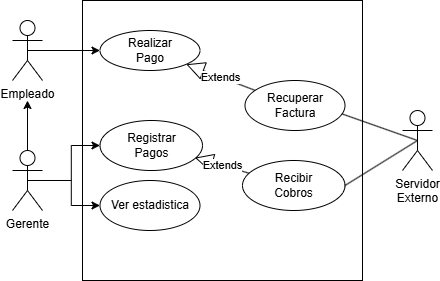 Realizar
Pago
Extends
Empleado
Recuperar
Factura
Registrar
Pagos
Extends
Recibir
Cobros
Servidor
Externo
Gerente
Ver estadistica